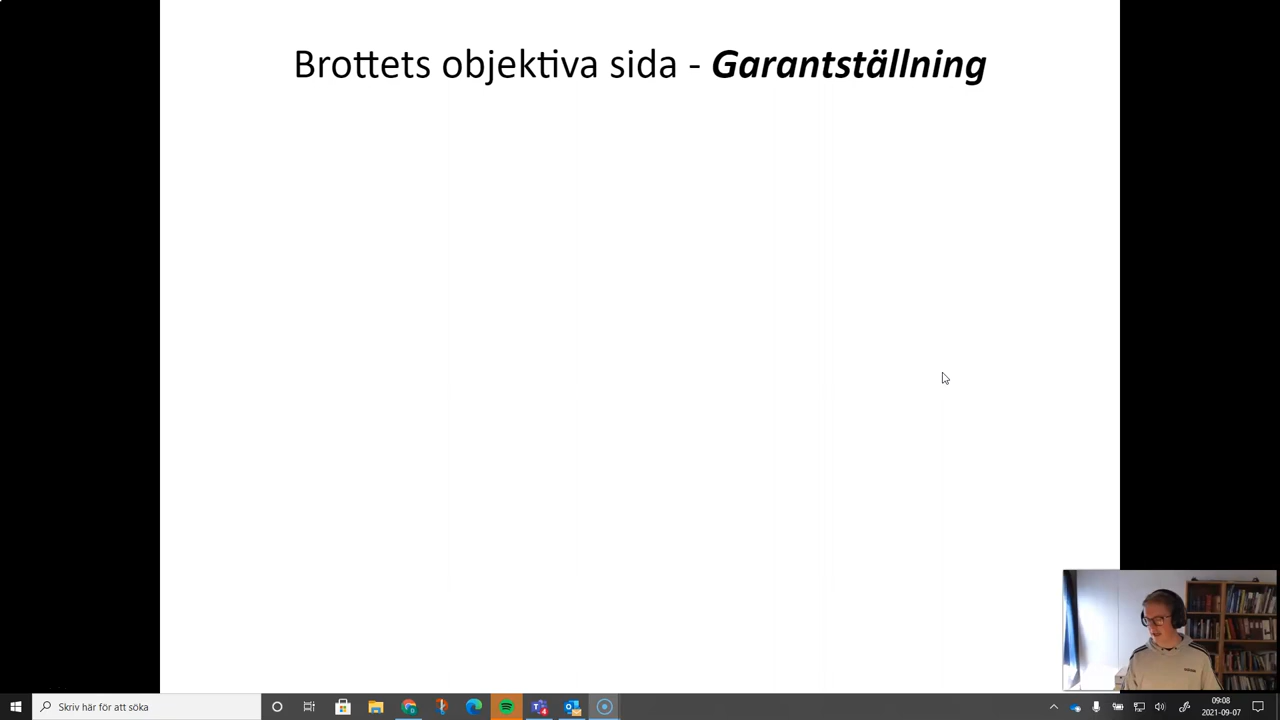 Brottets objektiva sida - Garantställning
Skriv här för att söka
09:08
2021-09-07